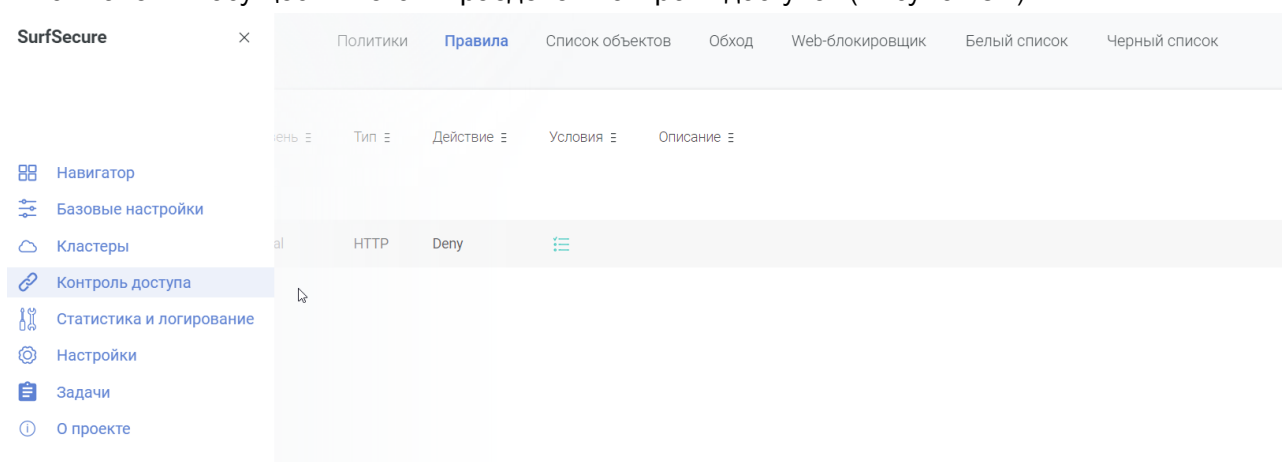 SurfSecure
Политики Правила Список объектов Обход Web-блокировщик Белый список Черный список
Тип Действие Условия Описание
Навигатор
Базовые настройки
Кластеры
HTTP Deny
Контроль доступа
Статистика и логирование
Настройки
Задачи
О проекте